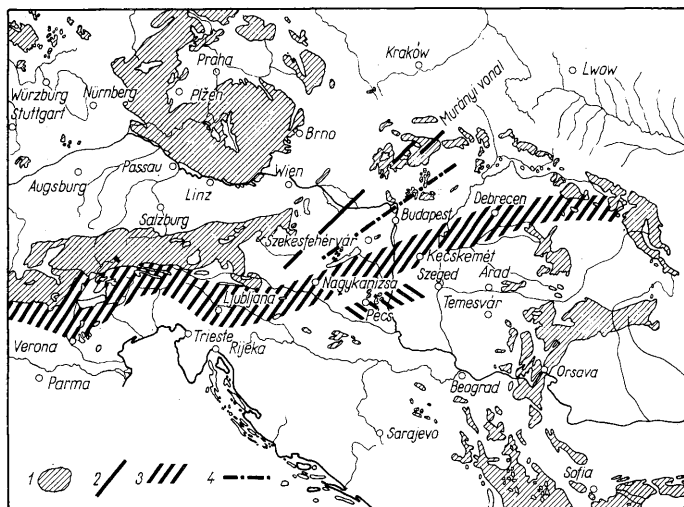 Kraków
Lwow
Praha
Plžen
Würzburg
Nürnberg
Stuttgart
Murányi vonal
Brno
Passau
Wien
Augsburg
Linz
Debrecen
Salzburg
Budapest
Székesfehérvár
Kecskemét
Nagykanizsa
Szeged
Arad
Ljubljana
Pécs
Temesvár
Trieste
Verona
Rijeka
Parma
Beograd
Orsava
Sarajevo
Sofia
1 2 3 4